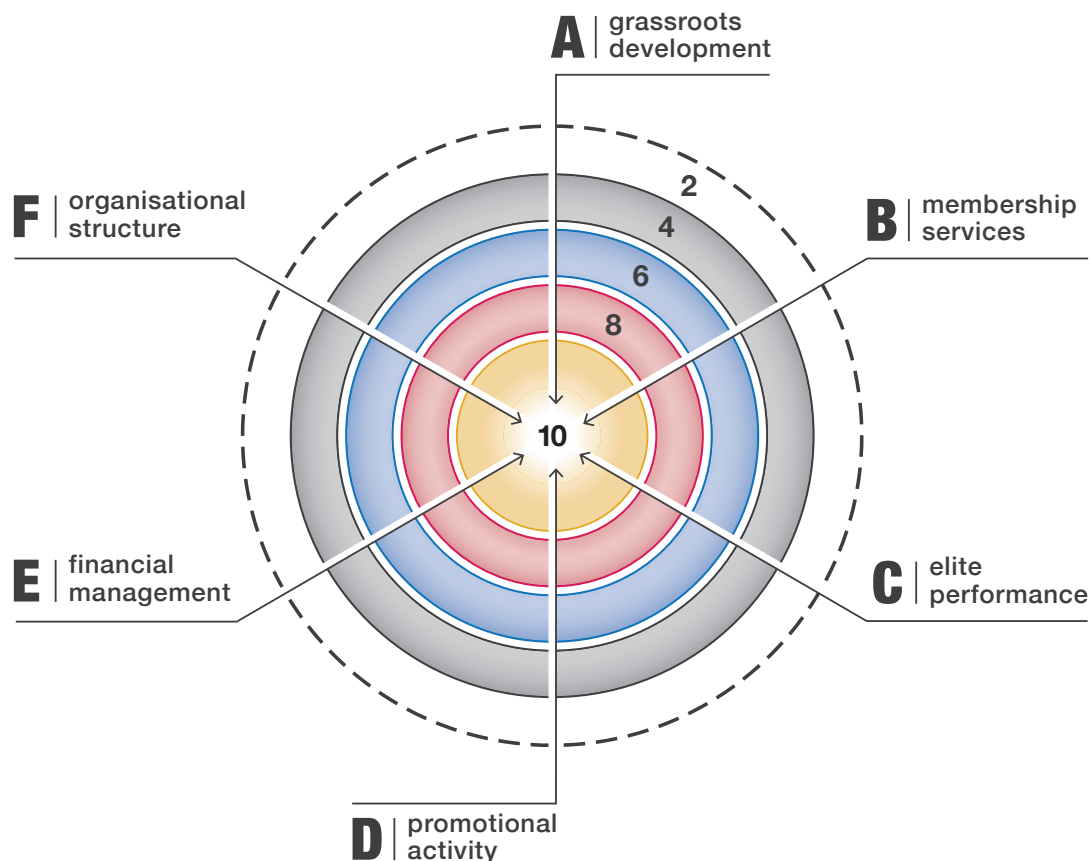 A grassroots
development
B membership
services
C elite
performance
D promotional
activity
E financial
management
F organisational
structure
2
4
6
8
10